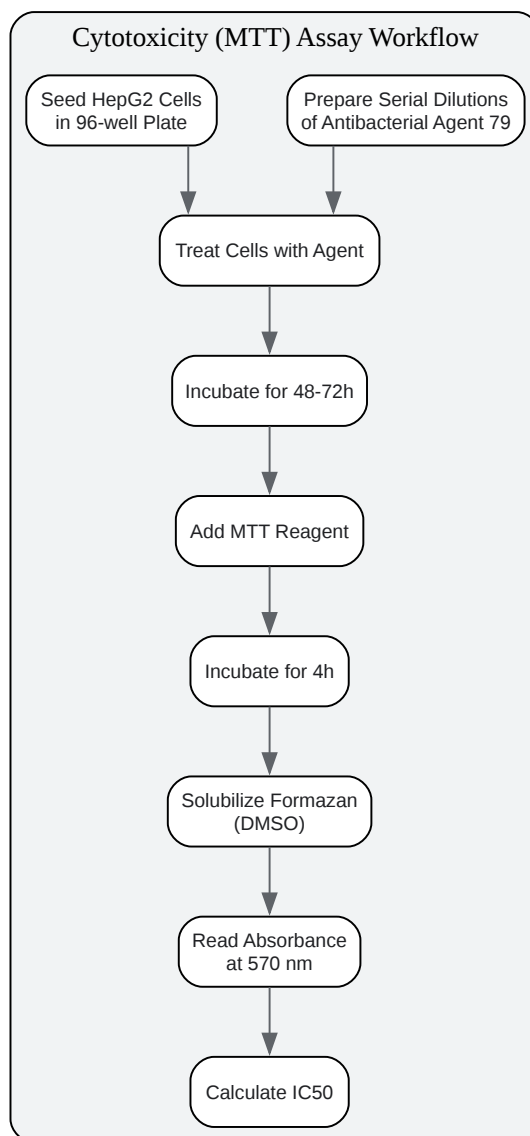 Cytotoxicity (MTT) Assay Workflow
Seed HepG2 Cells
in 96-well Plate
Prepare Serial Dilutions
of Antibacterial Agent 79
Treat Cells with Agent
Incubate for 48-72h
Add MTT Reagent
Incubate for 4h
Solubilize Formazan
(DMSO)
Read Absorbance
at 570 nm
Calculate IC50